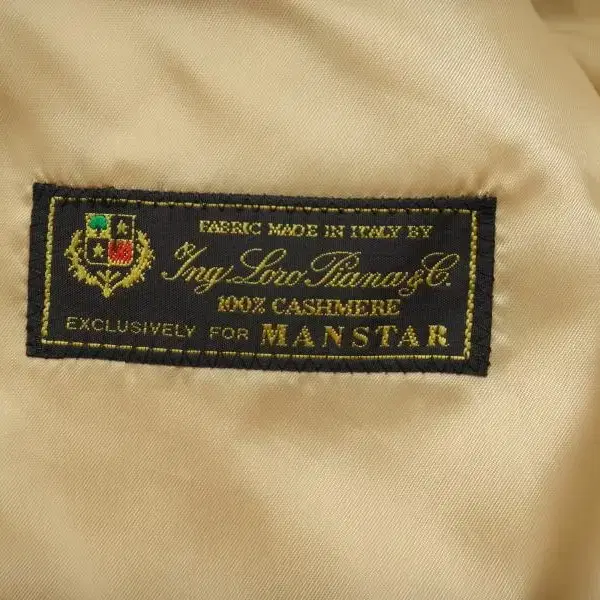 FABRIC MADE IN ITALY BY
Ing. Loro Piana & C.
100% CASHMERE
EXCLUSIVELY FOR MANSTAR